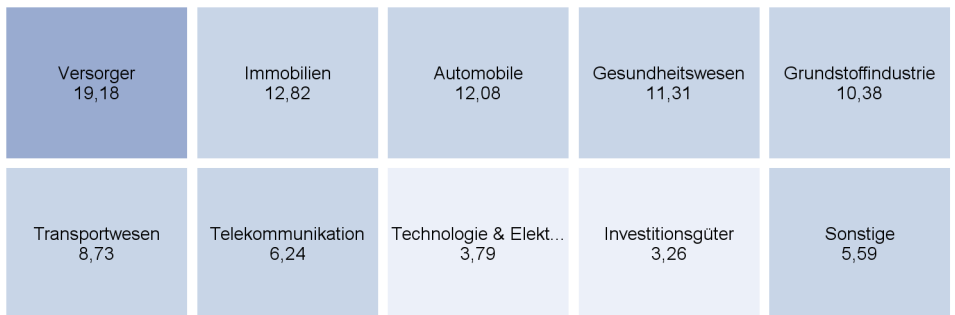 Versorger
19,18
Immobilien
12,82
Automobile
12,08
Gesundheitswesen
11,31
Grundstoffindustrie
10,38
Transportwesen
8,73
Telekommunikation
6,24
Technologie & Elekt...
3,79
Investitionsgüter
3,26
Sonstige
5,59